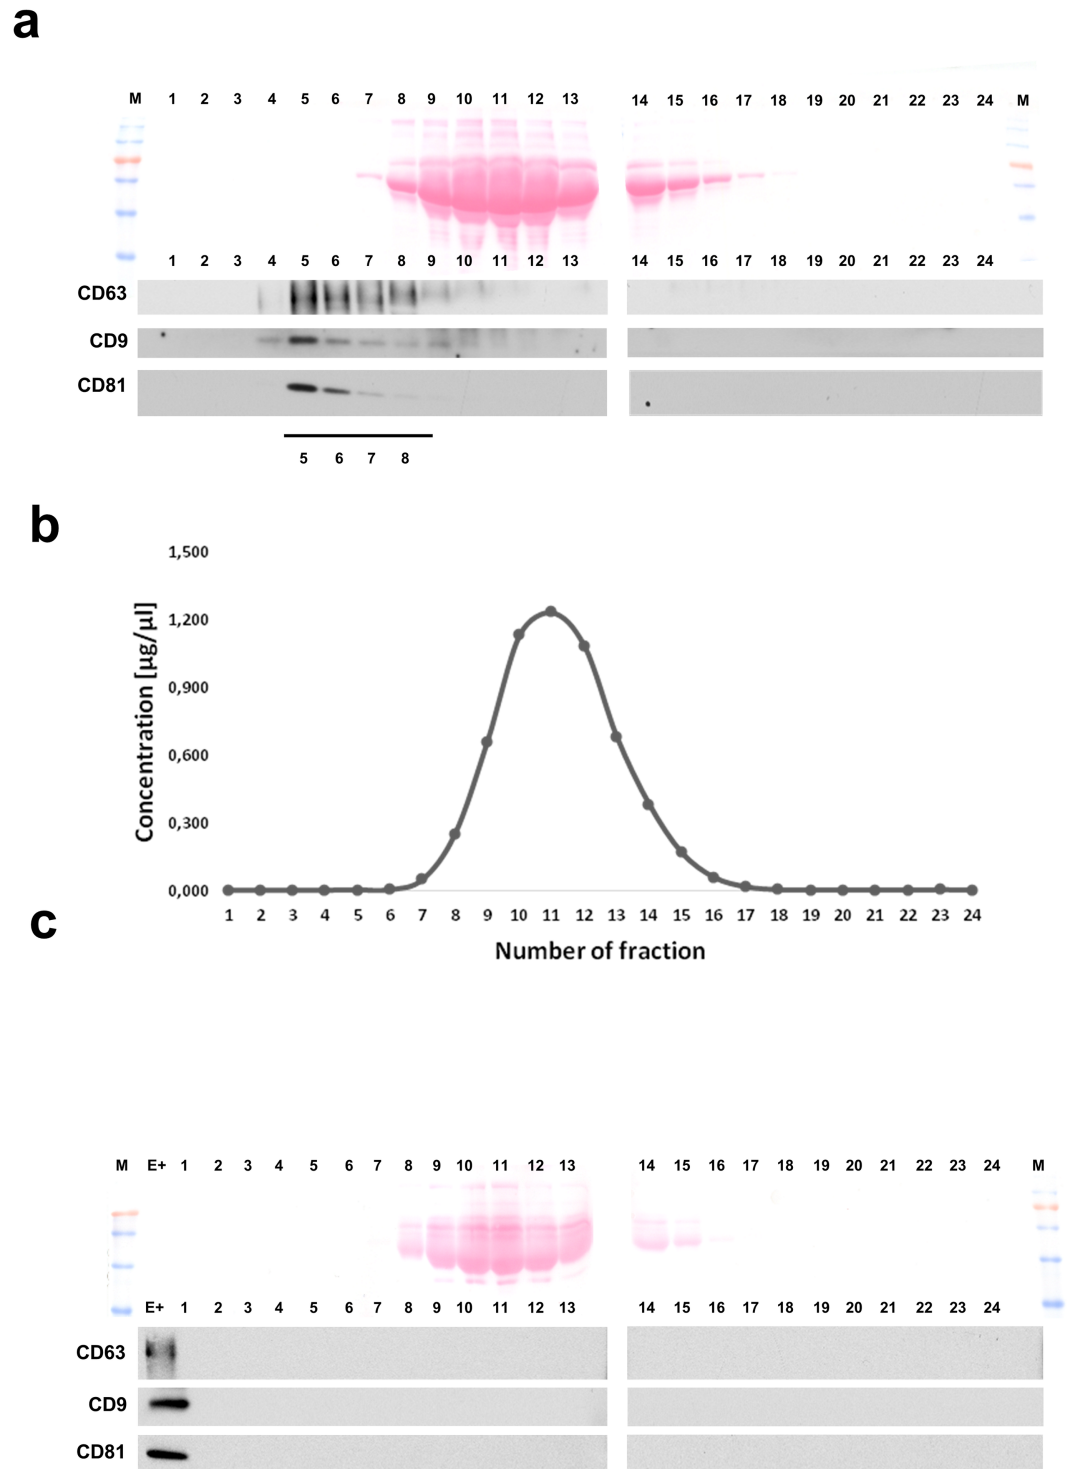 a
M 1 2 3 4 5 6 7 8 9 10 11 12 13 14 15 16 17 18 19 20 21 22 23 24 M
1 2 3 4 5 6 7 8 9 10 11 12 13 14 15 16 17 18 19 20 21 22 23 24
CD63
CD9
CD81
5 6 7 8
b
1,500
1,200
0,900
0,600
0,300
0,000
Concentration [µg/µl]
1 2 3 4 5 6 7 8 9 10 11 12 13 14 15 16 17 18 19 20 21 22 23 24
Number of fraction
c
M E+ 1 2 3 4 5 6 7 8 9 10 11 12 13 14 15 16 17 18 19 20 21 22 23 24 M
E+ 1 2 3 4 5 6 7 8 9 10 11 12 13 14 15 16 17 18 19 20 21 22 23 24
CD63
CD9
CD81